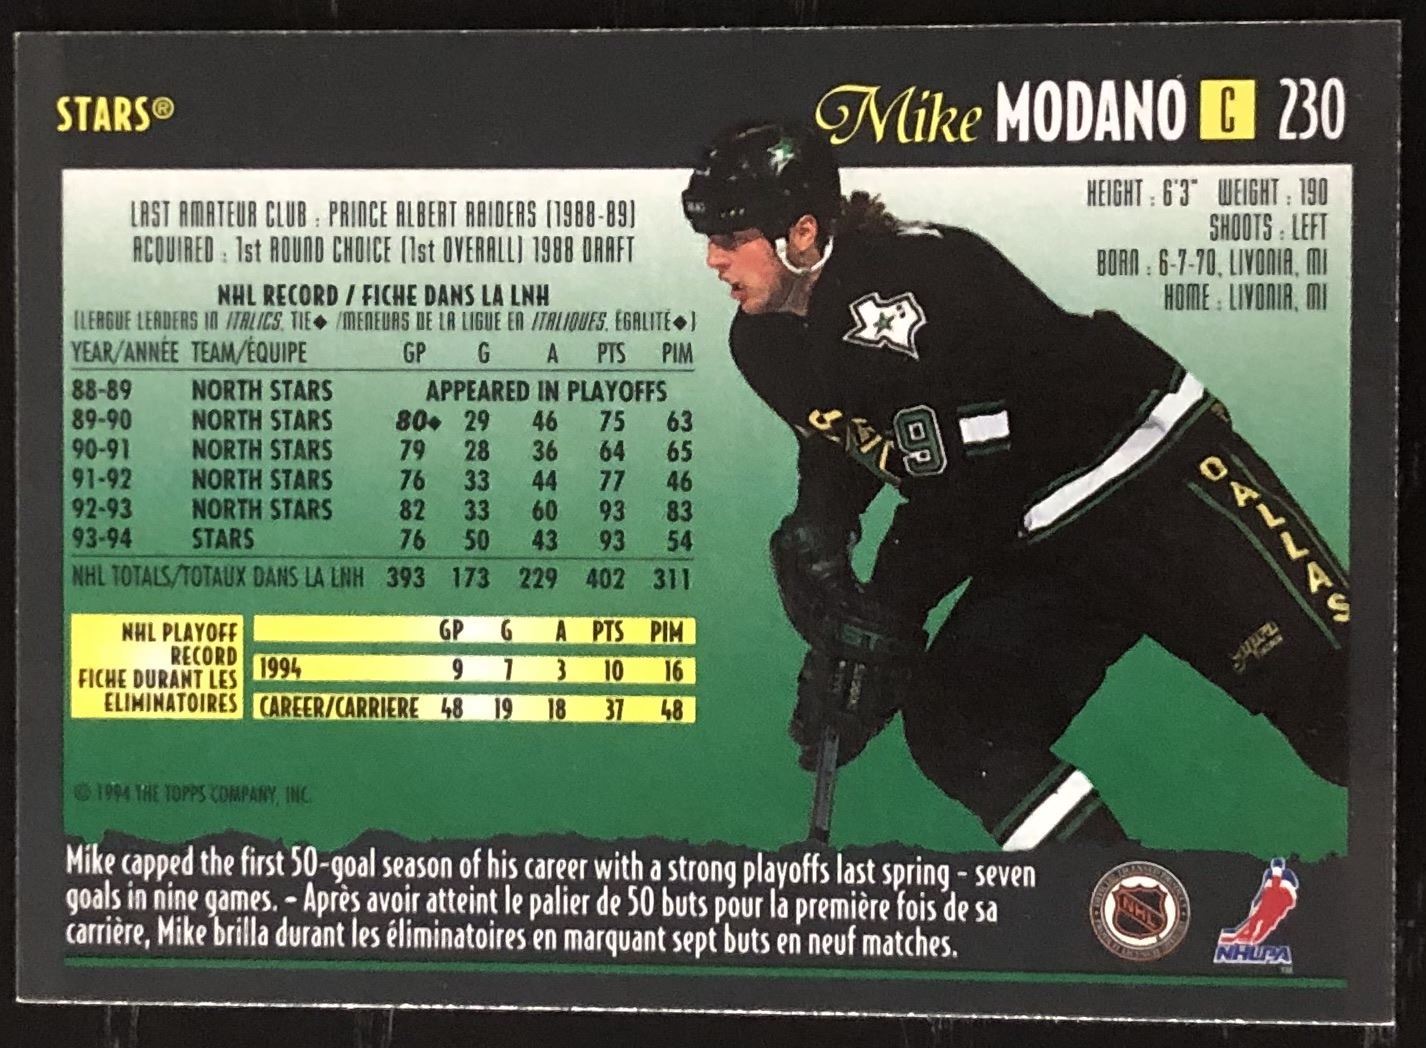 STARS®
Mike MODANO C 230
HEIGHT : 6'3" WEIGHT : 190
SHOOTS : LEFT
BORN : 6-7-70, LIVONIA, MI
HOME : LIVONIA, MI
LAST AMATEUR CLUB : PRINCE ALBERT RAIDERS (1988-89)
ACQUIRED : 1st ROUND CHOICE (1st OVERALL) 1988 DRAFT
NHL RECORD / FICHE DANS LA LNH
(LEAGUE LEADERS IN ITALICS, TIE◆ /MENEURS DE LA LIGUE EN ITALIQUES, ÉGALITÉ◆)
YEAR/ANNÉE TEAM/ÉQUIPE GP G A PTS PIM
88-89 NORTH STARS APPEARED IN PLAYOFFS
89-90 NORTH STARS 80◆ 29 46 75 63
90-91 NORTH STARS 79 28 36 64 65
91-92 NORTH STARS 76 33 44 77 46
92-93 NORTH STARS 82 33 60 93 83
93-94 STARS 76 50 43 93 54
NHL TOTALS/TOTAUX DANS LA LNH 393 173 229 402 311
NHL PLAYOFF
RECORD
FICHE DURANT LES
ELIMINATOIRES
GP G A PTS PIM
1994 9 7 3 10 16
CAREER/CARRIERE 48 19 18 37 48
9
DALLAS
© 1994 THE TOPPS COMPANY, INC.
Mike capped the first 50-goal season of his career with a strong playoffs last spring - seven
goals in nine games. - Après avoir atteint le palier de 50 buts pour la première fois de sa
carrière, Mike brilla durant les éliminatoires en marquant sept buts en neuf matches.
NHL
NHLPA
TM